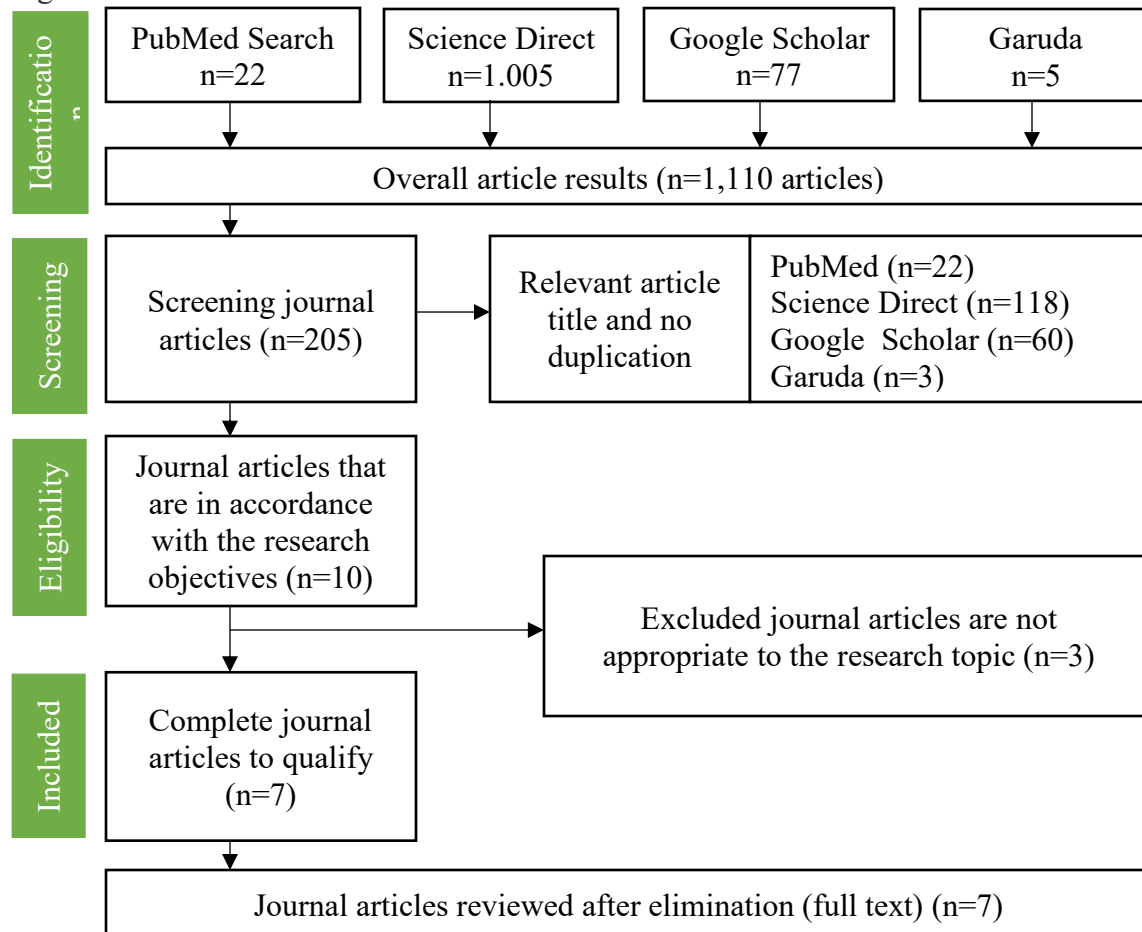 Identificatio
n
PubMed Search
n=22
Science Direct
n=1.005
Google Scholar
n=77
Garuda
n=5
Overall article results (n=1,110 articles)
Screening
Screening journal
articles (n=205)
Relevant article
title and no
duplication
PubMed (n=22)
Science Direct (n=118)
Google Scholar (n=60)
Garuda (n=3)
Eligibility
Journal articles that
are in accordance
with the research
objectives (n=10)
Excluded journal articles are not
appropriate to the research topic (n=3)
Included
Complete journal
articles to qualify
(n=7)
Journal articles reviewed after elimination (full text) (n=7)